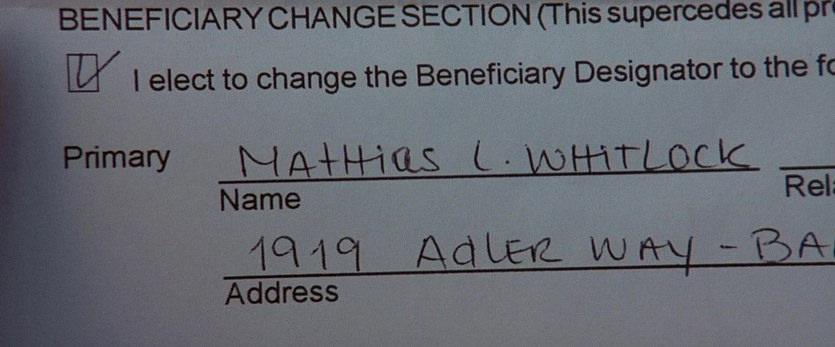 BENEFICIARY CHANGE SECTION (This supercedes all pr
I elect to change the Beneficiary Designator to the fo
Primary MAtHias L. WHiTLOCK
Name Rela
1919 AdLER WAY - BA
Address